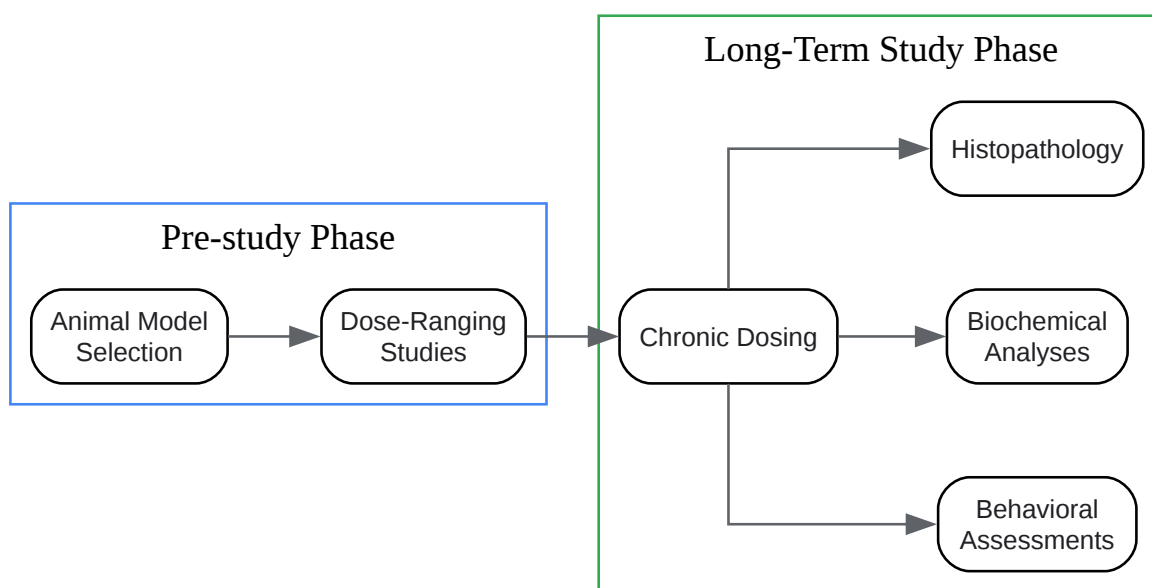 Pre-study Phase
Animal Model
Selection
Dose-Ranging
Studies
Long-Term Study Phase
Chronic Dosing
Histopathology
Biochemical
Analyses
Behavioral
Assessments